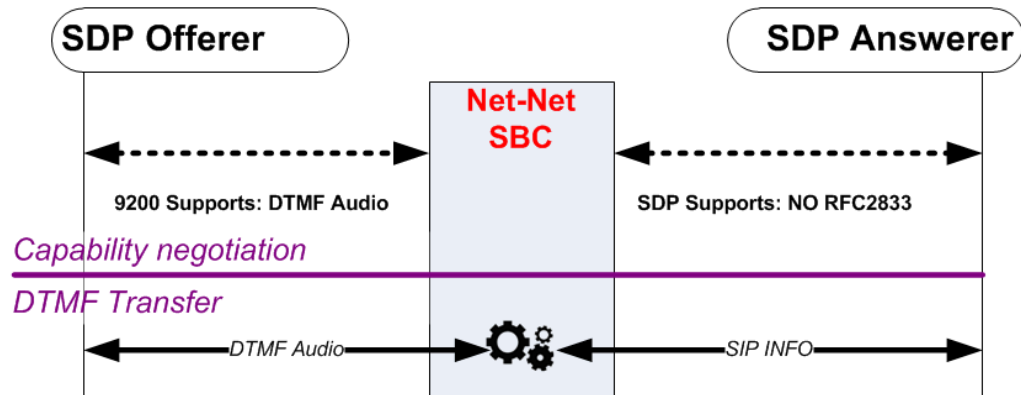 SDP Offerer
SDP Answerer
Net-Net
SBC
9200 Supports: DTMF Audio
SDP Supports: NO RFC2833
Capability negotiation
DTMF Transfer
DTMF Audio
SIP INFO